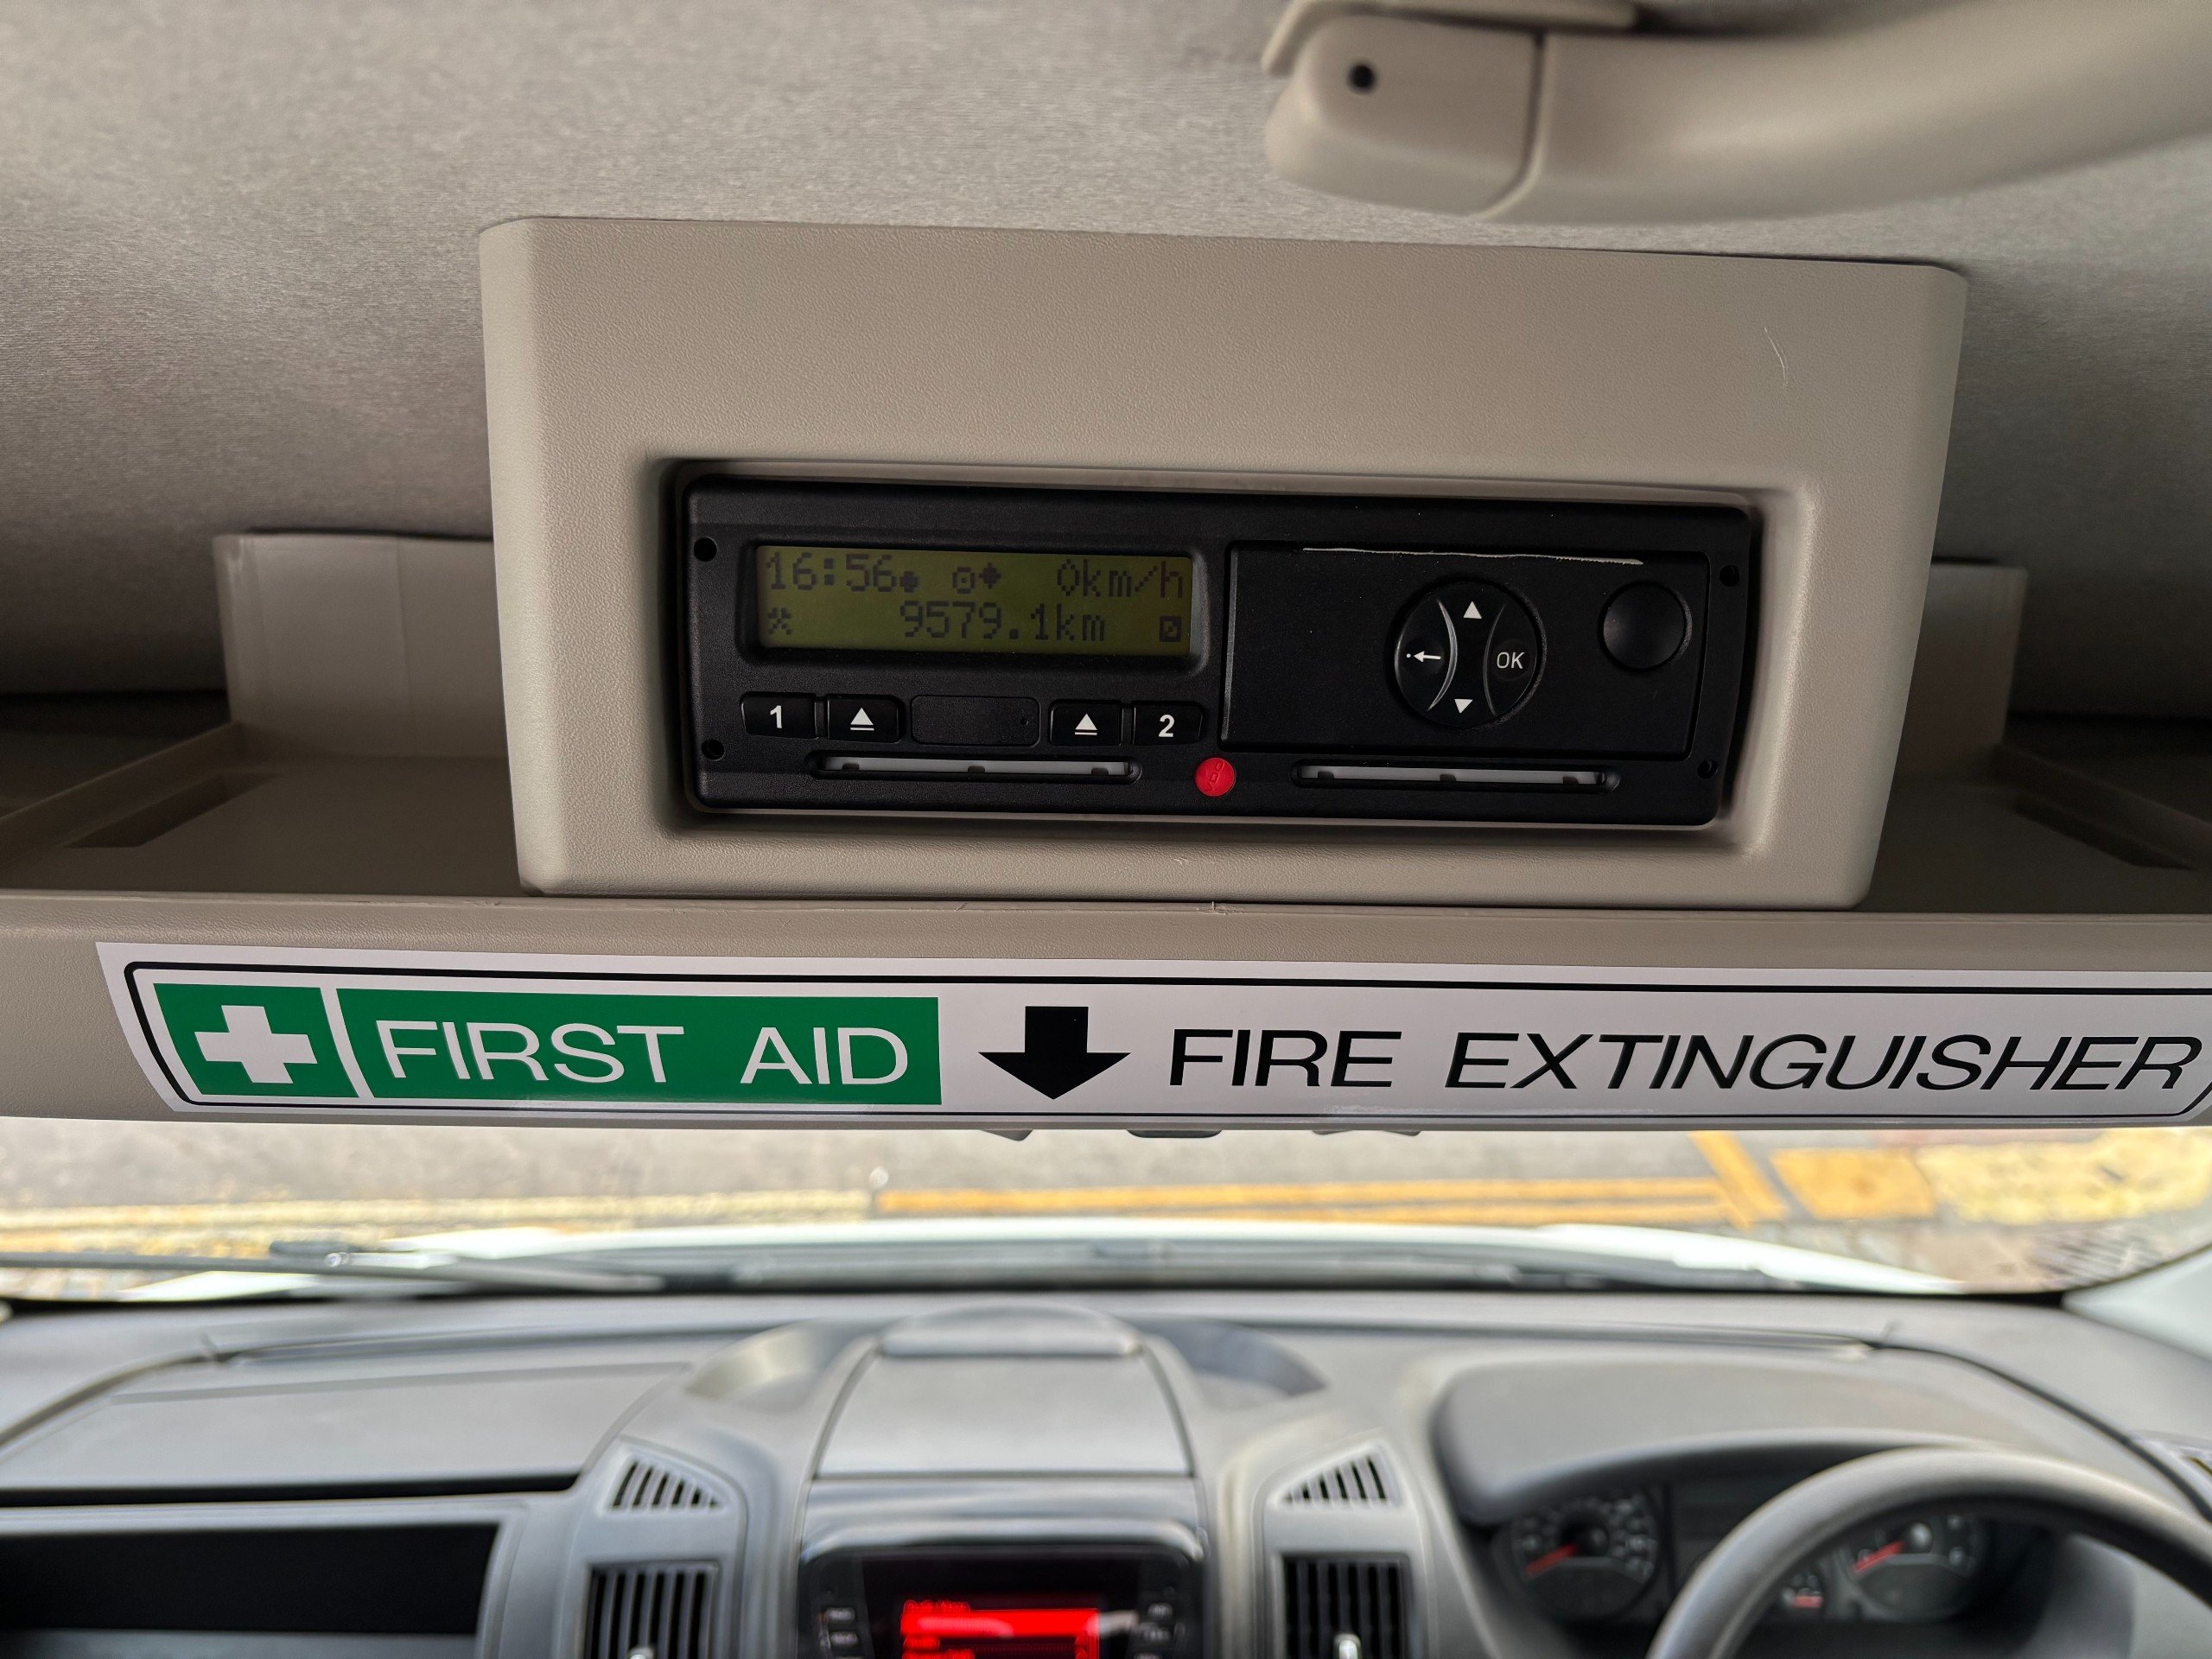 16:56 0km/h
9579.1km
1 2
OK
FIRST AID FIRE EXTINGUISHER